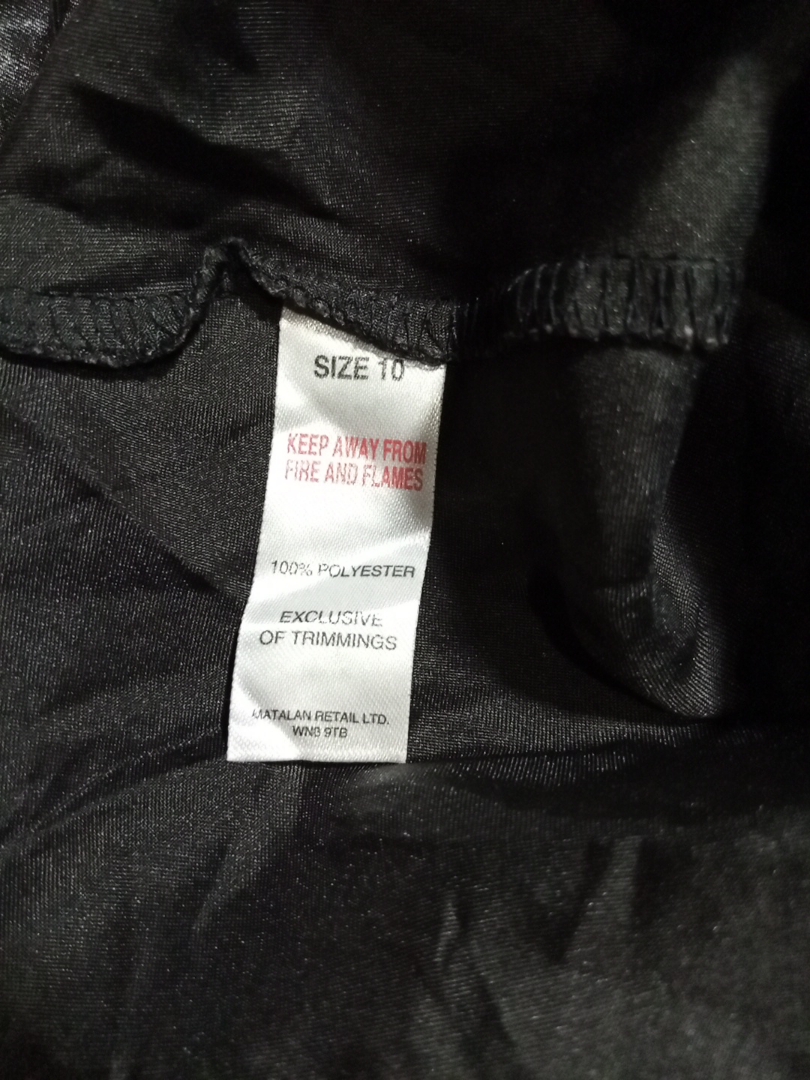 SIZE 10
KEEP AWAY FROM
FIRE AND FLAMES
100% POLYESTER
EXCLUSIVE
OF TRIMMINGS
MATALAN RETAIL LTD.
WN8 9TB